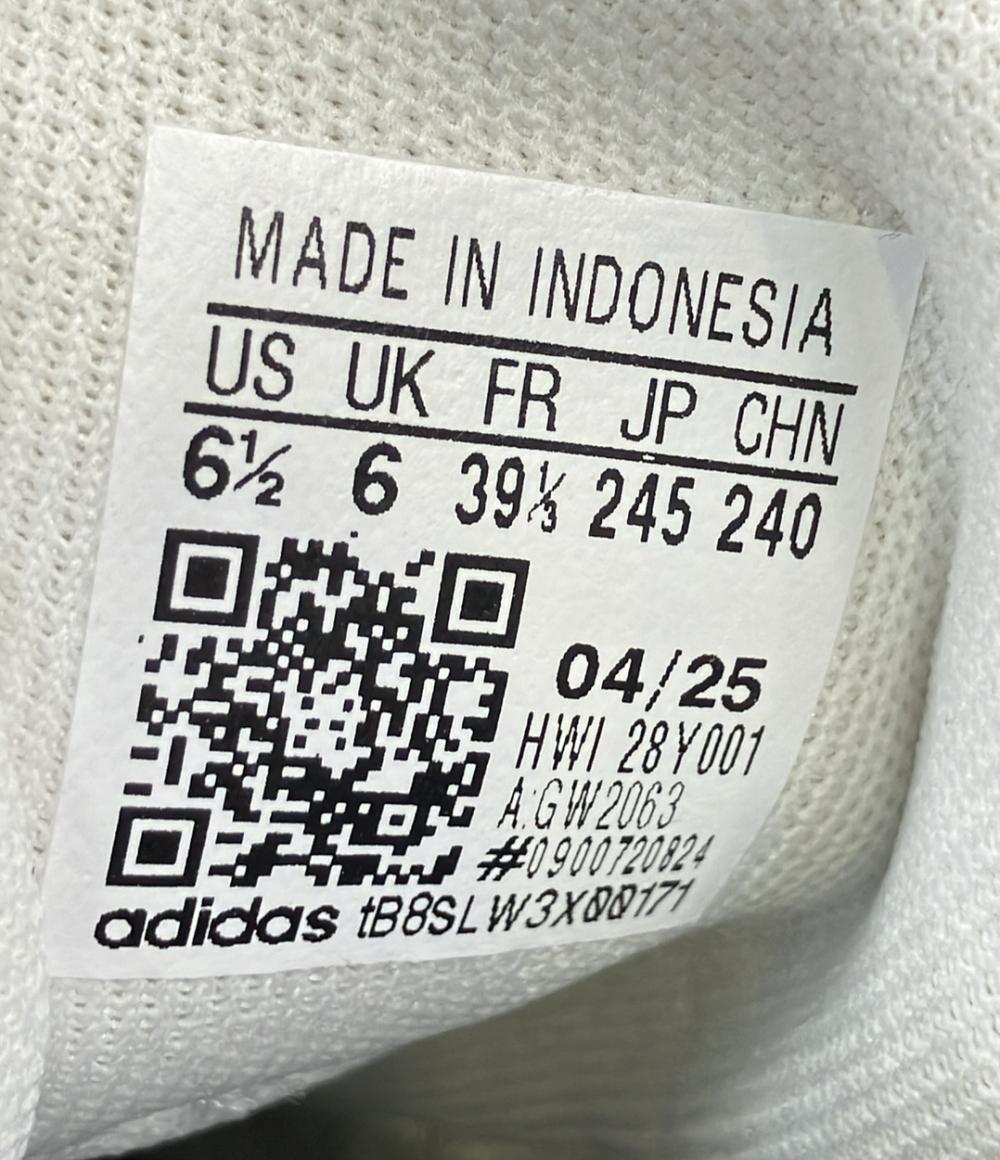 MADE IN INDONESIA
US UK FR JP CHN
6½ 6 39⅓ 245 240
04/25
HWI 28Y001
A:GW2063
#0900720824
adidas tB8SLW3X00171